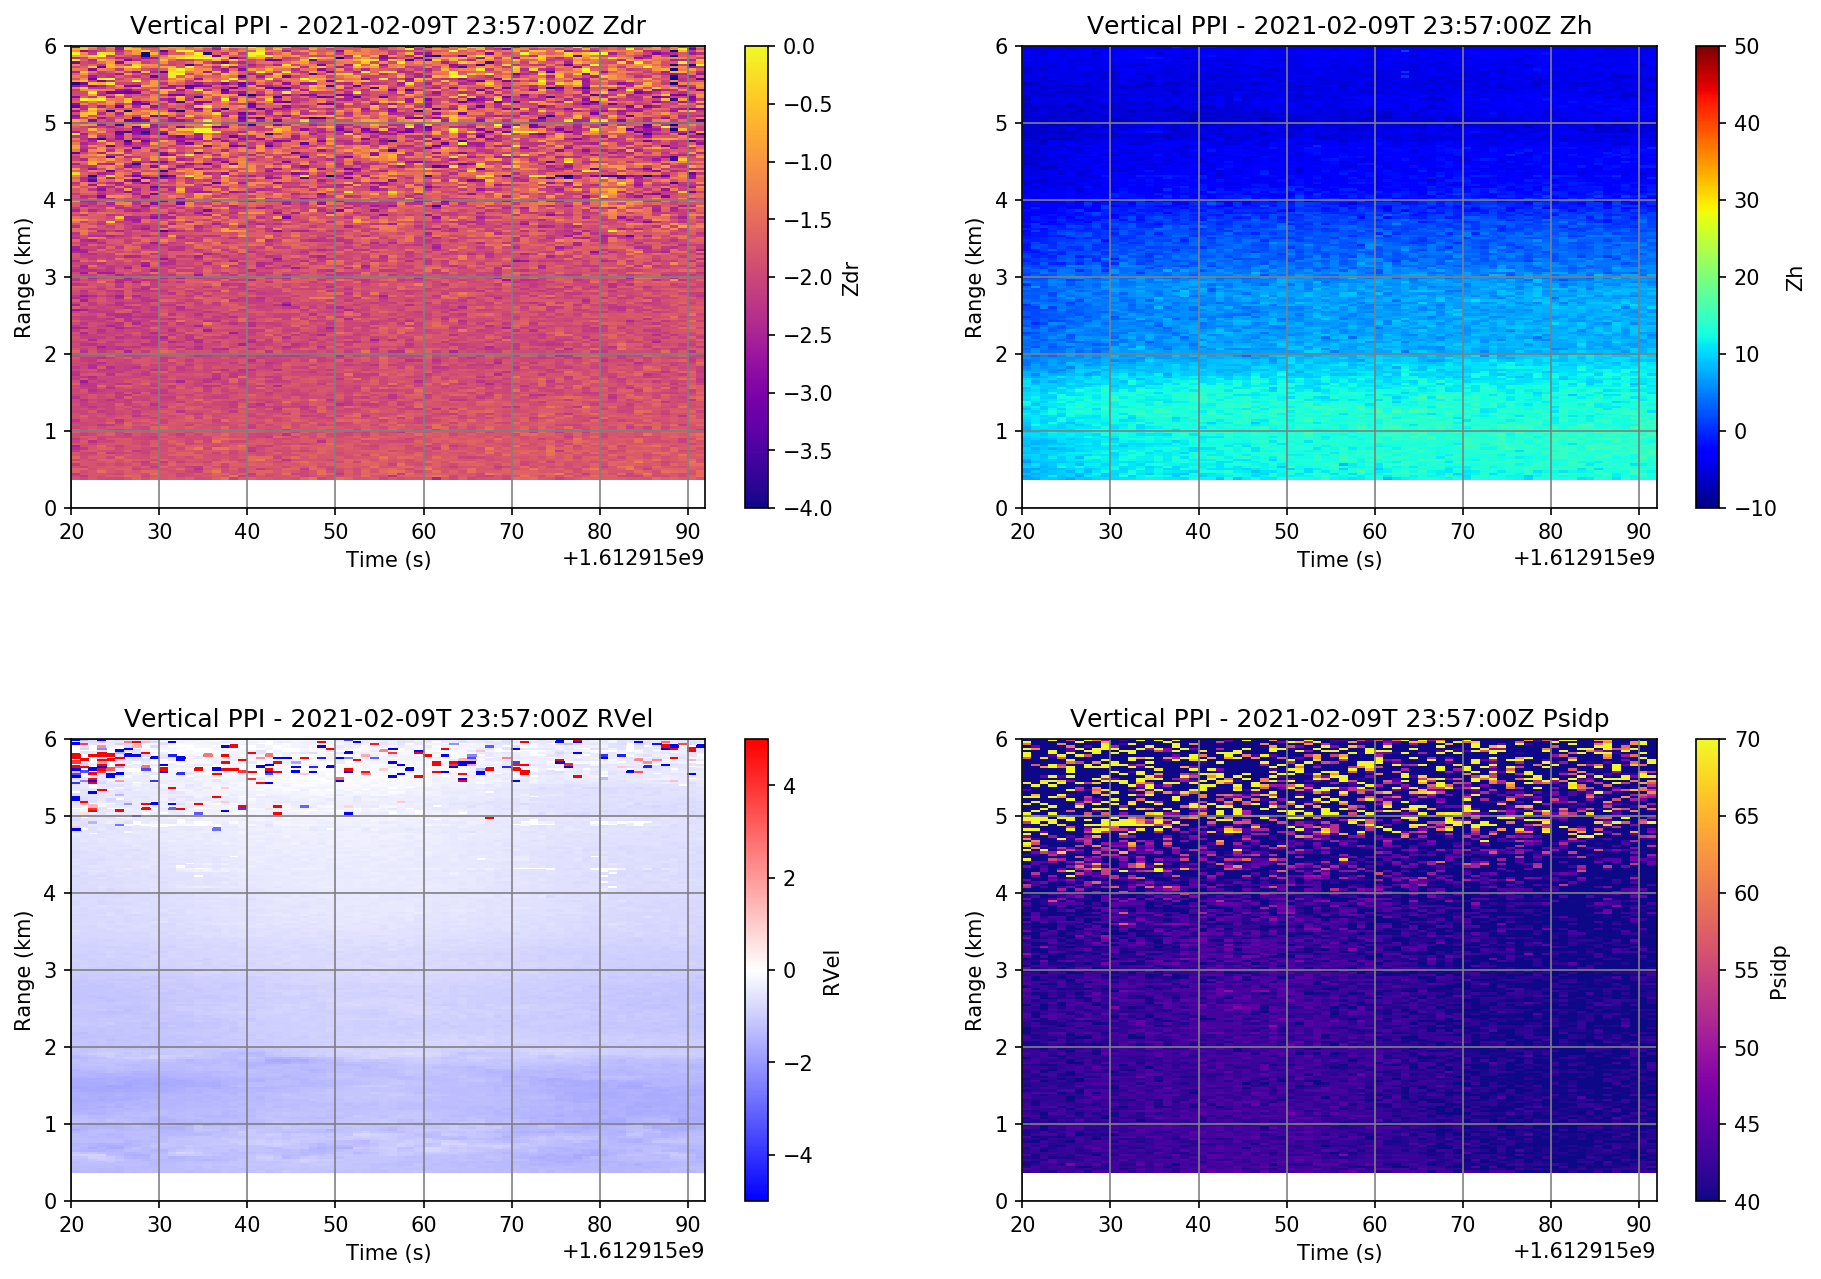 Vertical PPI - 2021-02-09T 23:57:00Z Zdr
6
5
4
3
2
1
0
Range (km)
20 30 40 50 60 70 80 90
Time (s)
+1.612915e9
0.0
−0.5
−1.0
−1.5
−2.0
−2.5
−3.0
−3.5
−4.0
Zdr
Vertical PPI - 2021-02-09T 23:57:00Z Zh
6
5
4
3
2
1
0
Range (km)
20 30 40 50 60 70 80 90
Time (s)
+1.612915e9
50
40
30
20
10
0
−10
Zh
Vertical PPI - 2021-02-09T 23:57:00Z RVel
6
5
4
3
2
1
0
Range (km)
20 30 40 50 60 70 80 90
Time (s)
+1.612915e9
4
2
0
−2
−4
RVel
Vertical PPI - 2021-02-09T 23:57:00Z Psidp
6
5
4
3
2
1
0
Range (km)
20 30 40 50 60 70 80 90
Time (s)
+1.612915e9
70
65
60
55
50
45
40
Psidp